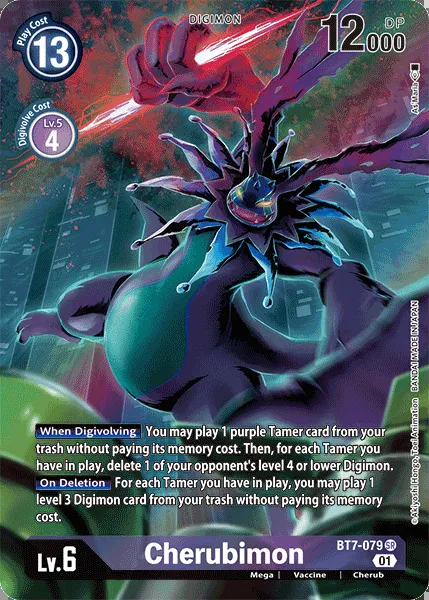 Play Cost
13
DIGIMON
12000
DP
Digivolve Cost
Lv.5
4
When Digivolving You may play 1 purple Tamer card from your
trash without paying its memory cost. Then, for each Tamer you
have in play, delete 1 of your opponent's level 4 or lower Digimon.
On Deletion For each Tamer you have in play, you may play 1
level 3 Digimon card from your trash without paying its memory
cost.
Lv.6
Cherubimon
BT7-079 SR
01
Mega | Vaccine | Cherub
©Akiyoshi Hongo, Toei Animation BANDAI MADE IN JAPAN